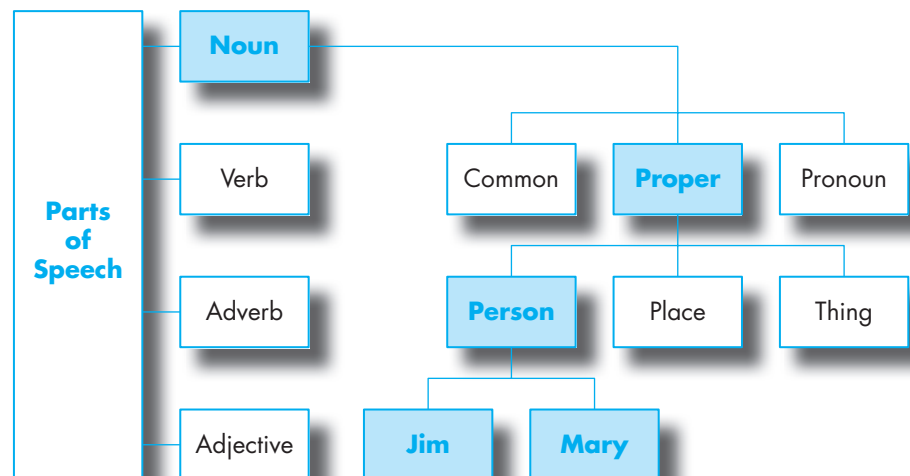 Noun
Verb
Common
Proper
Pronoun
Parts
of
Speech
Adverb
Person
Place
Thing
Adjective
Jim
Mary